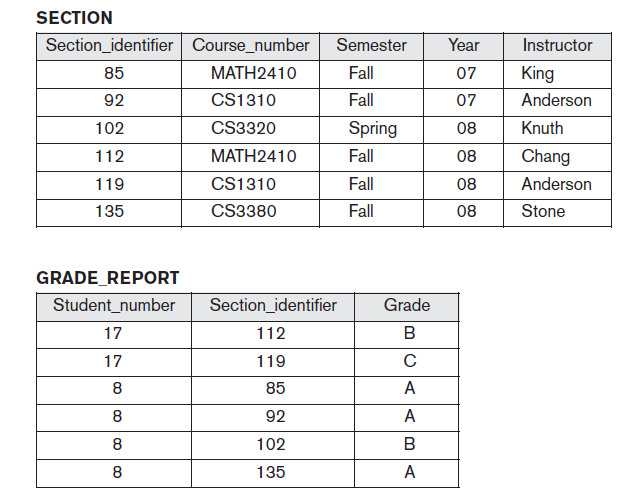 SECTION
Section_identifier Course_number Semester Year Instructor
85 MATH2410 Fall 07 King
92 CS1310 Fall 07 Anderson
102 CS3320 Spring 08 Knuth
112 MATH2410 Fall 08 Chang
119 CS1310 Fall 08 Anderson
135 CS3380 Fall 08 Stone
GRADE_REPORT
Student_number Section_identifier Grade
17 112 B
17 119 C
8 85 A
8 92 A
8 102 B
8 135 A